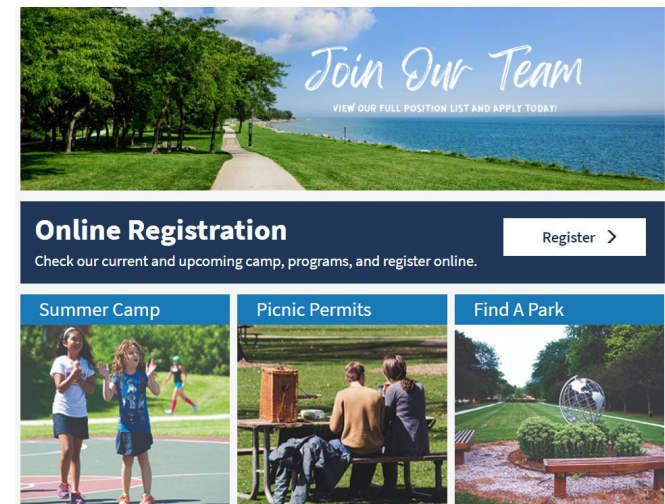 Join Our Team
VIEW OUR FULL POSITION LIST AND APPLY TODAY!
Online Registration
Check our current and upcoming camp, programs, and register online.
Register
Summer Camp
Picnic Permits
Find A Park